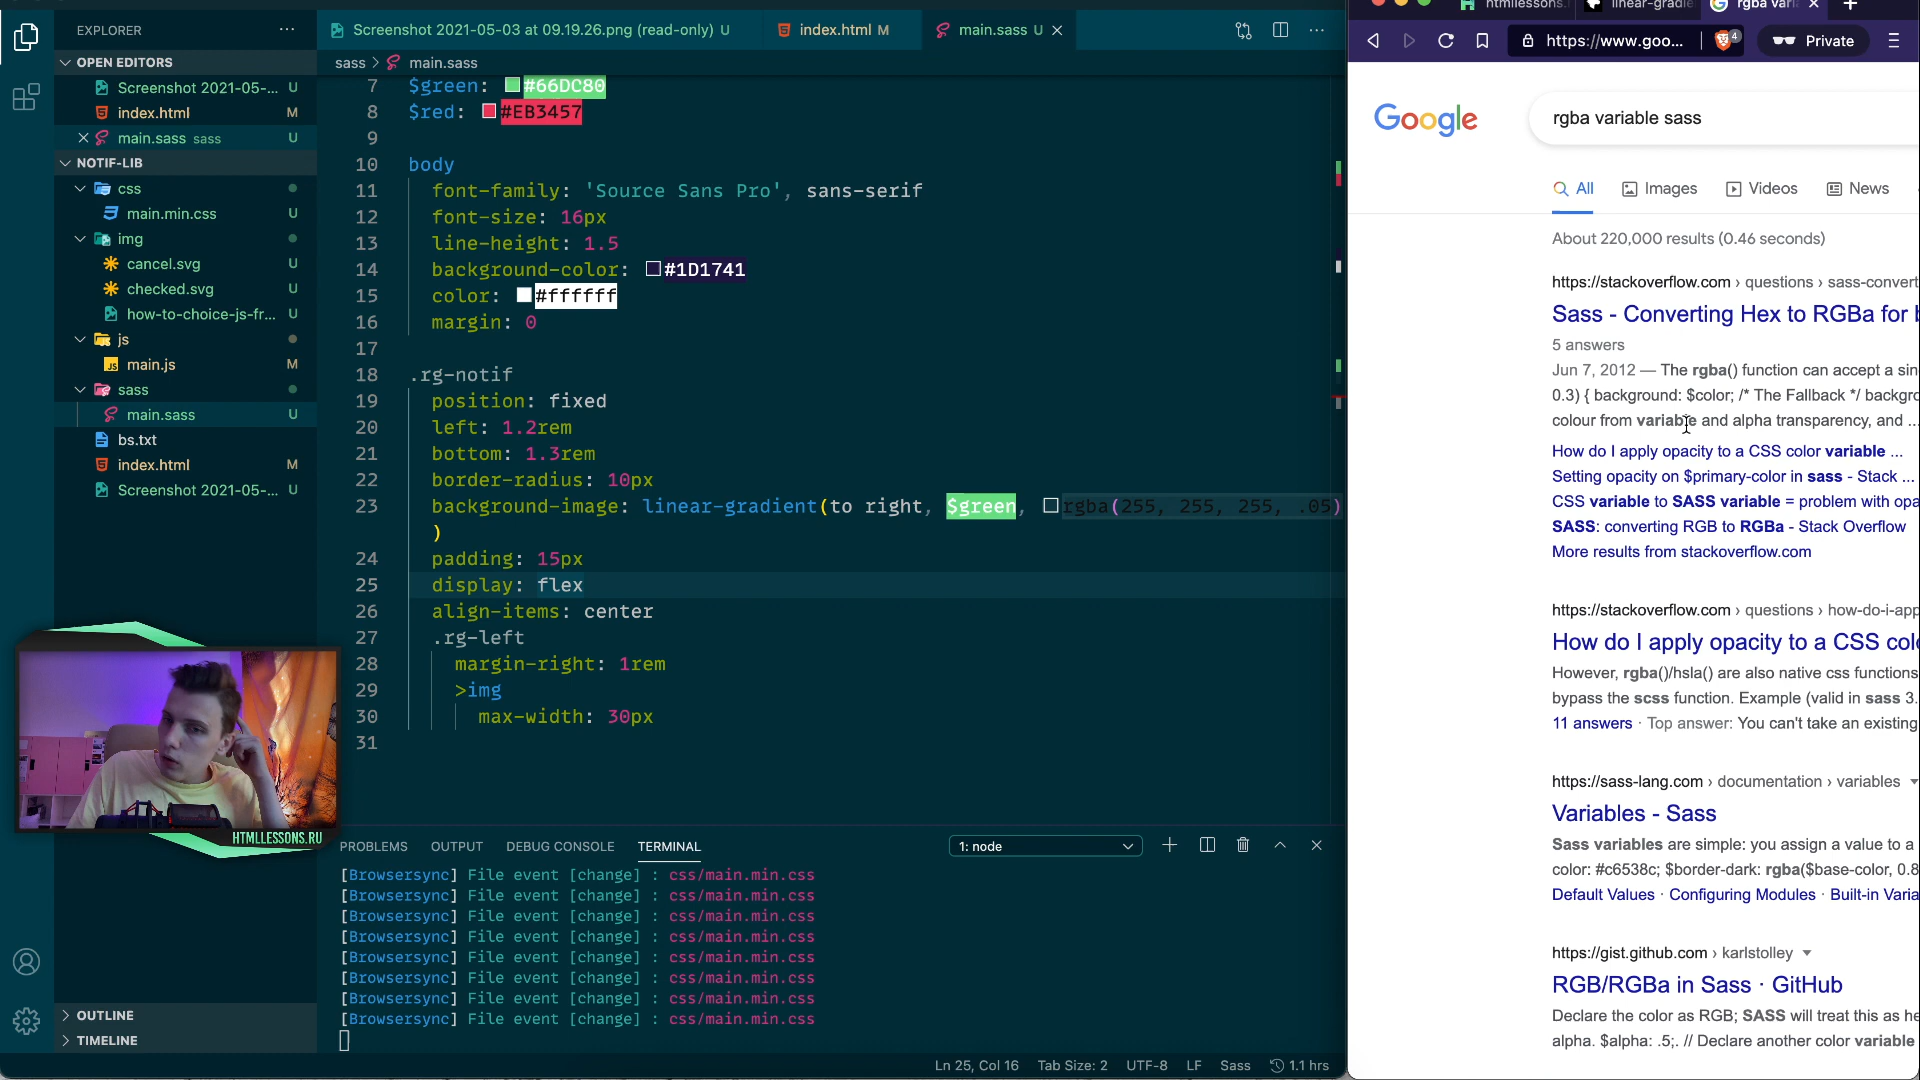 EXPLORER
OPEN EDITORS
Screenshot 2021-05-... U
index.html M
main.sass sass U
NOTIF-LIB
css
main.min.css U
img
cancel.svg U
checked.svg U
how-to-choice-js-fr... U
js
main.js M
sass
main.sass U
bs.txt
index.html M
Screenshot 2021-05-... U
OUTLINE
TIMELINE
HTMLLESSONS.RU
Screenshot 2021-05-03 at 09.19.26.png (read-only) U
index.html M
main.sass U
sass > main.sass
7 $green: #66DC80
8 $red: #EB3457
9
10 body
11 font-family: 'Source Sans Pro', sans-serif
12 font-size: 16px
13 line-height: 1.5
14 background-color: #1D1741
15 color: #ffffff
16 margin: 0
17
18 .rg-notif
19 position: fixed
20 left: 1.2rem
21 bottom: 1.3rem
22 border-radius: 10px
23 background-image: linear-gradient(to right, $green, rgba(255, 255, 255, .05)
)
24 padding: 15px
25 display: flex
26 align-items: center
27 .rg-left
28 margin-right: 1rem
29 >img
30 max-width: 30px
31
PROBLEMS OUTPUT DEBUG CONSOLE TERMINAL 1: node
[Browsersync] File event [change] : css/main.min.css
[Browsersync] File event [change] : css/main.min.css
[Browsersync] File event [change] : css/main.min.css
[Browsersync] File event [change] : css/main.min.css
[Browsersync] File event [change] : css/main.min.css
[Browsersync] File event [change] : css/main.min.css
[Browsersync] File event [change] : css/main.min.css
[Browsersync] File event [change] : css/main.min.css
Ln 25, Col 16 Tab Size: 2 UTF-8 LF Sass 1.1 hrs
htmllessons. linear-gradie rgba varia
https://www.goo... 4 Private
Google
rgba variable sass
All Images Videos News
About 220,000 results (0.46 seconds)
https://stackoverflow.com › questions › sass-convert
Sass - Converting Hex to RGBa for b
5 answers
Jun 7, 2012 — The rgba() function can accept a sin
0.3) { background: $color; /* The Fallback */ backgro
colour from variable and alpha transparency, and ...
How do I apply opacity to a CSS color variable ...
Setting opacity on $primary-color in sass - Stack ...
CSS variable to SASS variable = problem with opa
SASS: converting RGB to RGBa - Stack Overflow
More results from stackoverflow.com
https://stackoverflow.com › questions › how-do-i-app
How do I apply opacity to a CSS colo
However, rgba()/hsla() are also native css functions
bypass the scss function. Example (valid in sass 3.
11 answers · Top answer: You can't take an existing
https://sass-lang.com › documentation › variables
Variables - Sass
Sass variables are simple: you assign a value to a
color: #c6538c; $border-dark: rgba($base-color, 0.8
Default Values · Configuring Modules · Built-in Varia
https://gist.github.com › karlstolley
RGB/RGBa in Sass · GitHub
Declare the color as RGB; SASS will treat this as he
alpha. $alpha: .5;. // Declare another color variable